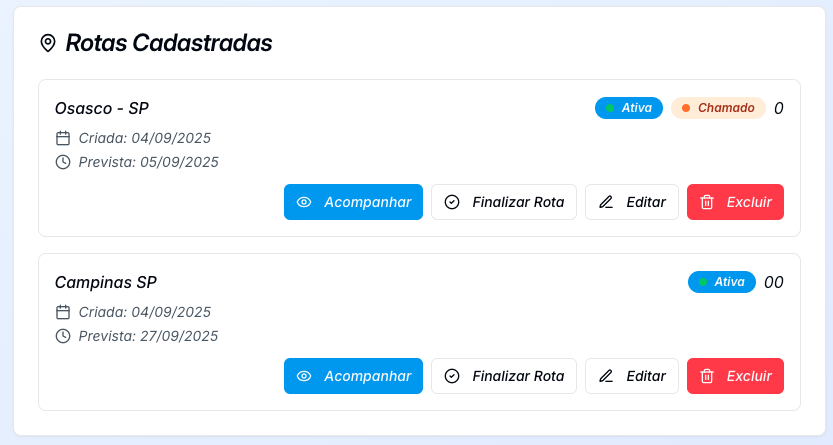 Rotas Cadastradas
Osasco - SP
Ativa
Chamado
0
Criada: 04/09/2025
Prevista: 05/09/2025
Acompanhar
Finalizar Rota
Editar
Excluir
Campinas SP
Ativa
00
Criada: 04/09/2025
Prevista: 27/09/2025
Acompanhar
Finalizar Rota
Editar
Excluir